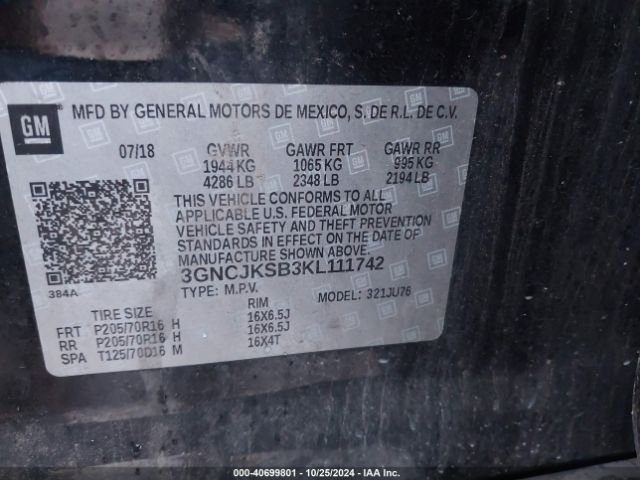 GM
MFD BY GENERAL MOTORS DE MEXICO, S. DE R.L. DE C.V.
07/18 GVWR GAWR FRT GAWR RR
1944 KG 1065 KG 995 KG
4286 LB 2348 LB 2194 LB
THIS VEHICLE CONFORMS TO ALL
APPLICABLE U.S. FEDERAL MOTOR
VEHICLE SAFETY AND THEFT PREVENTION
STANDARDS IN EFFECT ON THE DATE OF
MANUFACTURE SHOWN ABOVE.
3GNCJKSB3KL111742
384A TYPE: M.P.V. MODEL: 321JU76
TIRE SIZE RIM
FRT P205/70R16 H 16X6.5J
RR P205/70R16 H 16X6.5J
SPA T125/70D16 M 16X4T
000-40699801 - 10/25/2024 - IAA Inc.